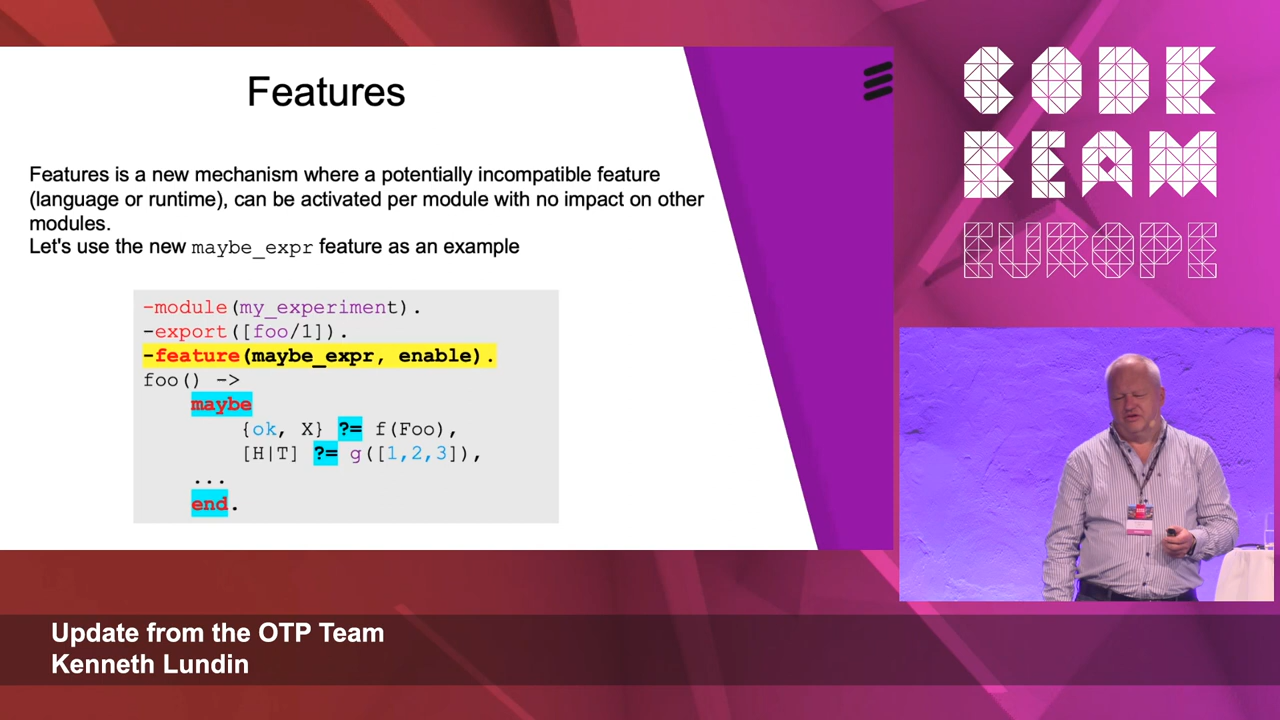 Features
Features is a new mechanism where a potentially incompatible feature
(language or runtime), can be activated per module with no impact on other
modules.
Let's use the new maybe_expr feature as an example
-module(my_experiment).
-export([foo/1]).
-feature(maybe_expr, enable).
foo() ->
maybe
{ok, X} ?= f(Foo),
[H|T] ?= g([1,2,3]),
...
end.
CODE
BEAM
EUROPE
Update from the OTP Team
Kenneth Lundin